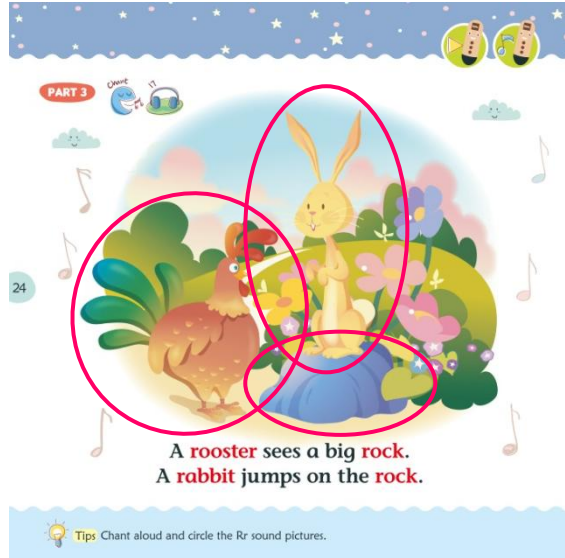 PART 3
Chant
17
24
A rooster sees a big rock.
A rabbit jumps on the rock.
Tips Chant aloud and circle the Rr sound pictures.